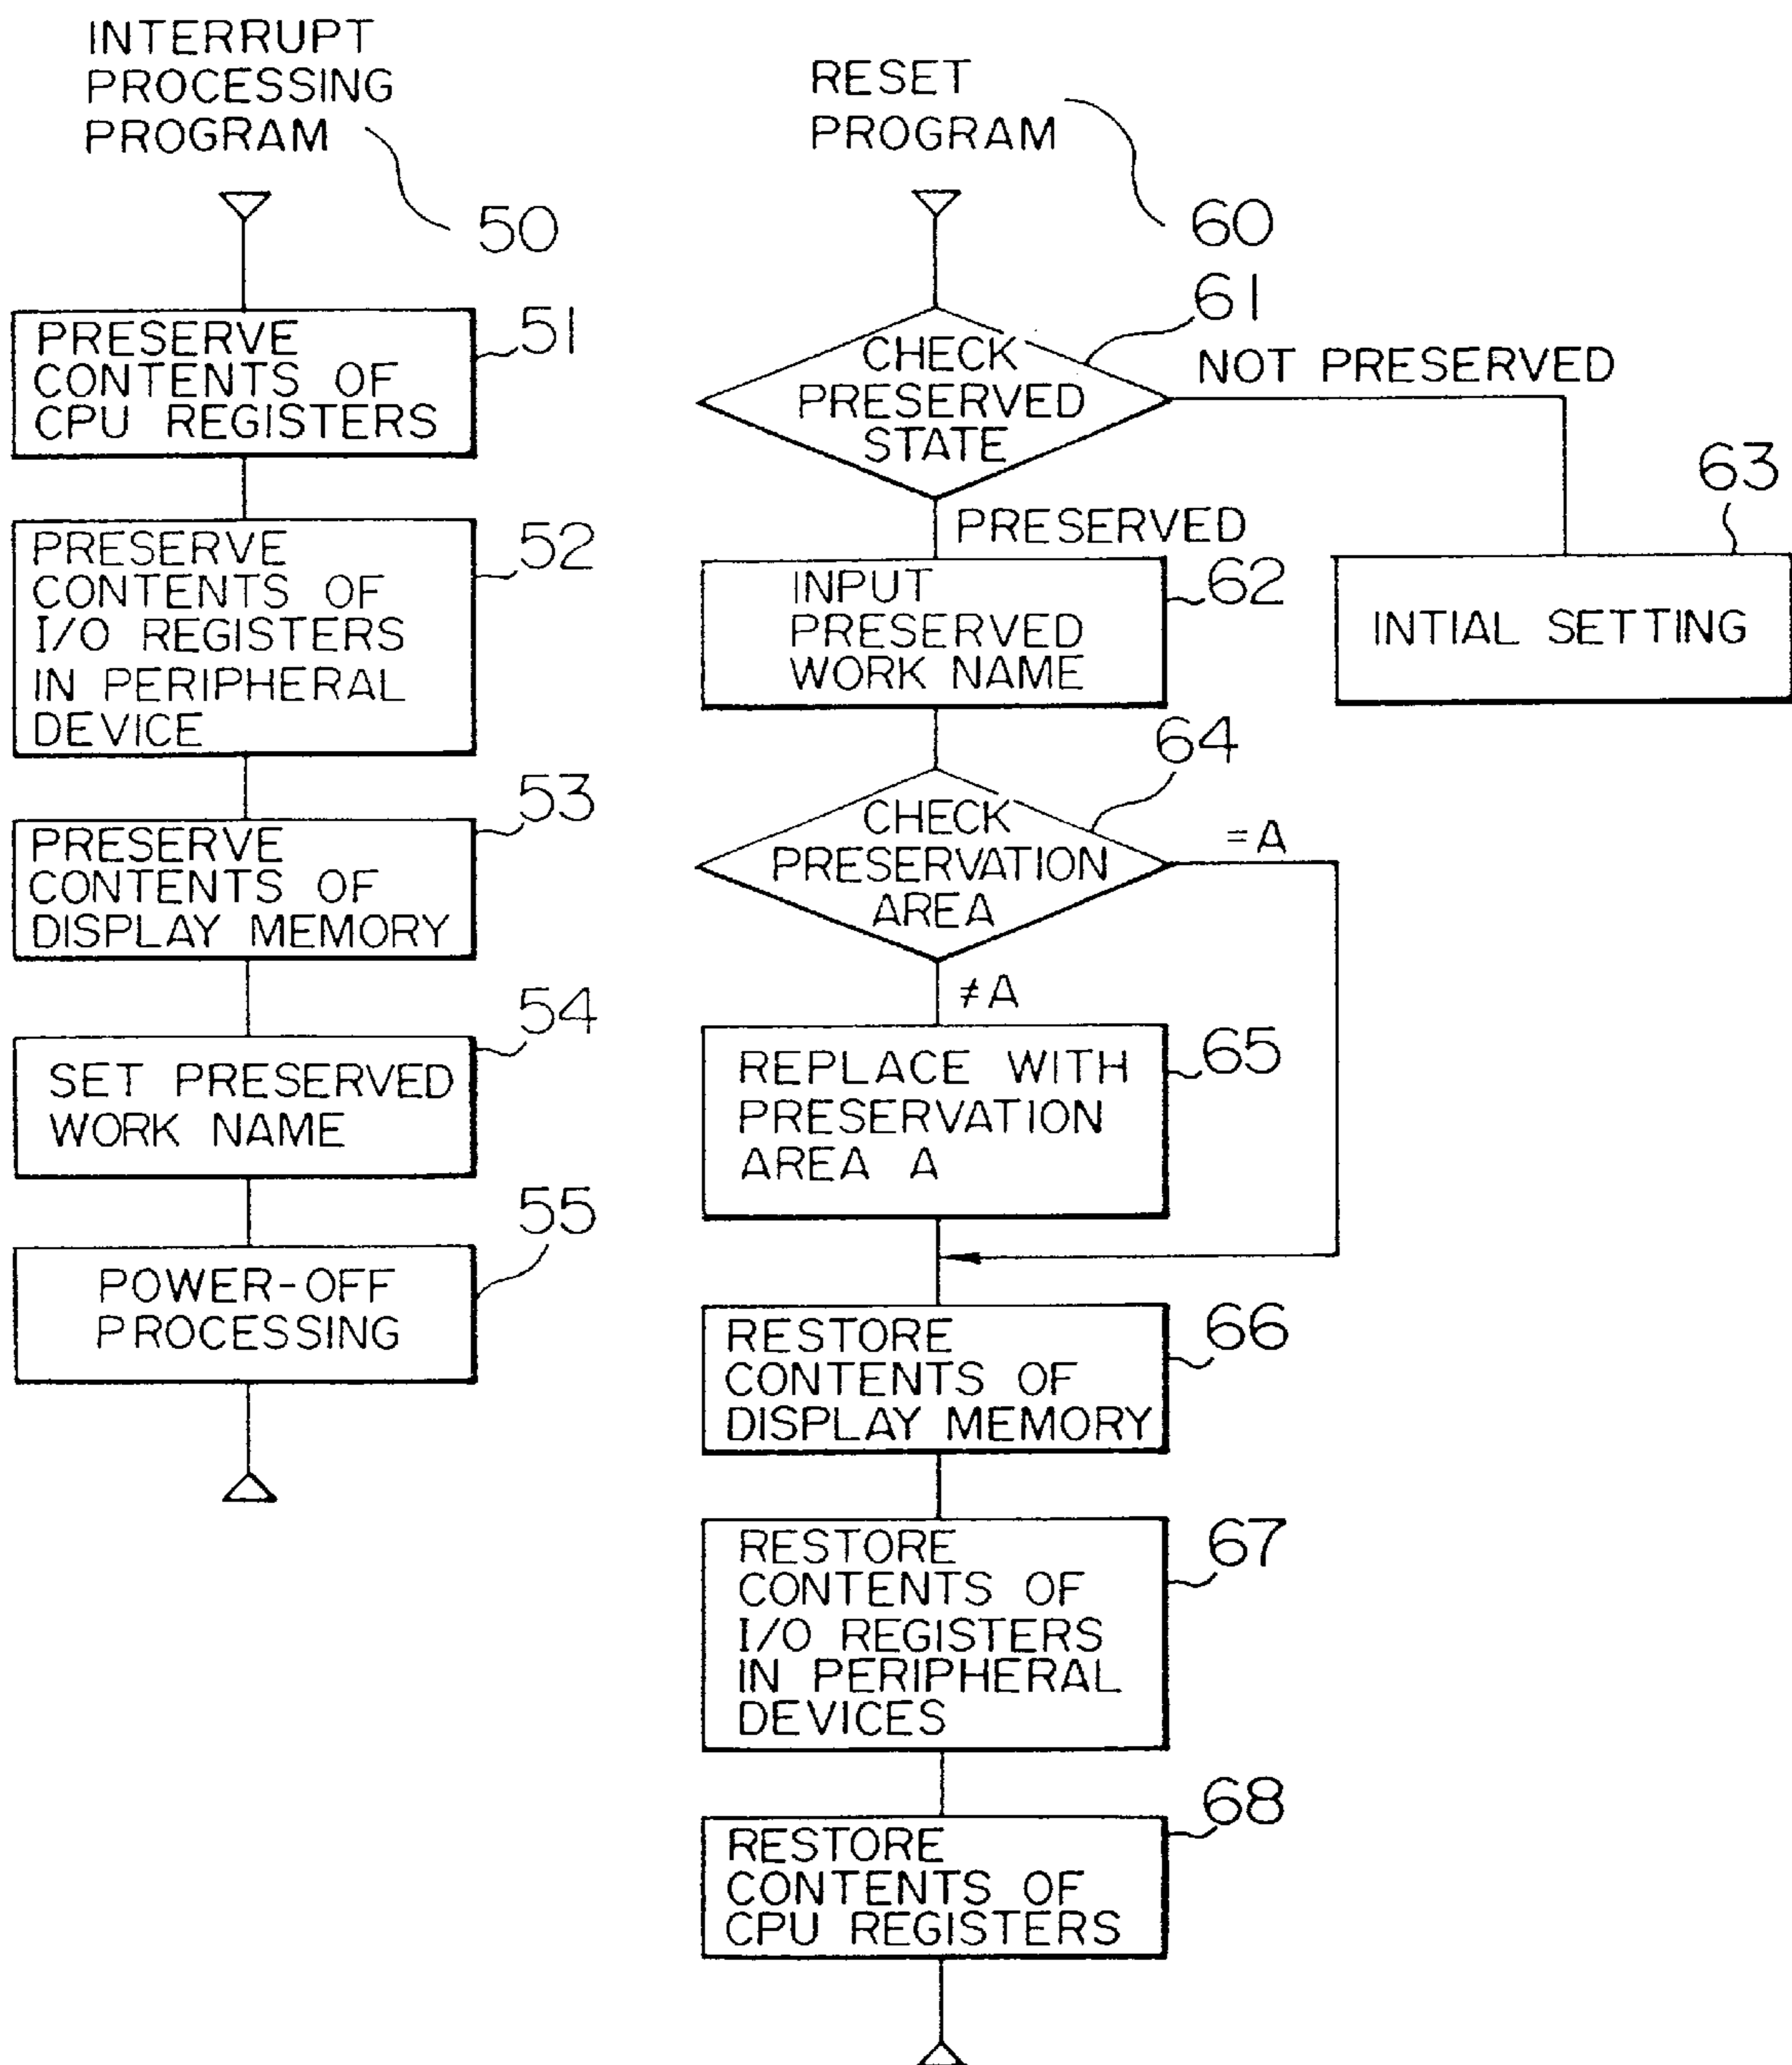 INTERRUPT
PROCESSING
PROGRAM
50
PRESERVE
CONTENTS OF
CPU REGISTERS
51
PRESERVE
CONTENTS OF
I/O REGISTERS
IN PERIPHERAL
DEVICE
52
PRESERVE
CONTENTS OF
DISPLAY MEMORY
53
SET PRESERVED
WORK NAME
54
POWER-OFF
PROCESSING
55
RESET
PROGRAM
60
CHECK
PRESERVED
STATE
61
NOT PRESERVED
PRESERVED
INPUT
PRESERVED
WORK NAME
62
INTIAL SETTING
63
CHECK
PRESERVATION
AREA
64
=A
≠A
REPLACE WITH
PRESERVATION
AREA A
65
RESTORE
CONTENTS OF
DISPLAY MEMORY
66
RESTORE
CONTENTS OF
I/O REGISTERS
IN PERIPHERAL
DEVICES
67
RESTORE
CONTENTS OF
CPU REGISTERS
68